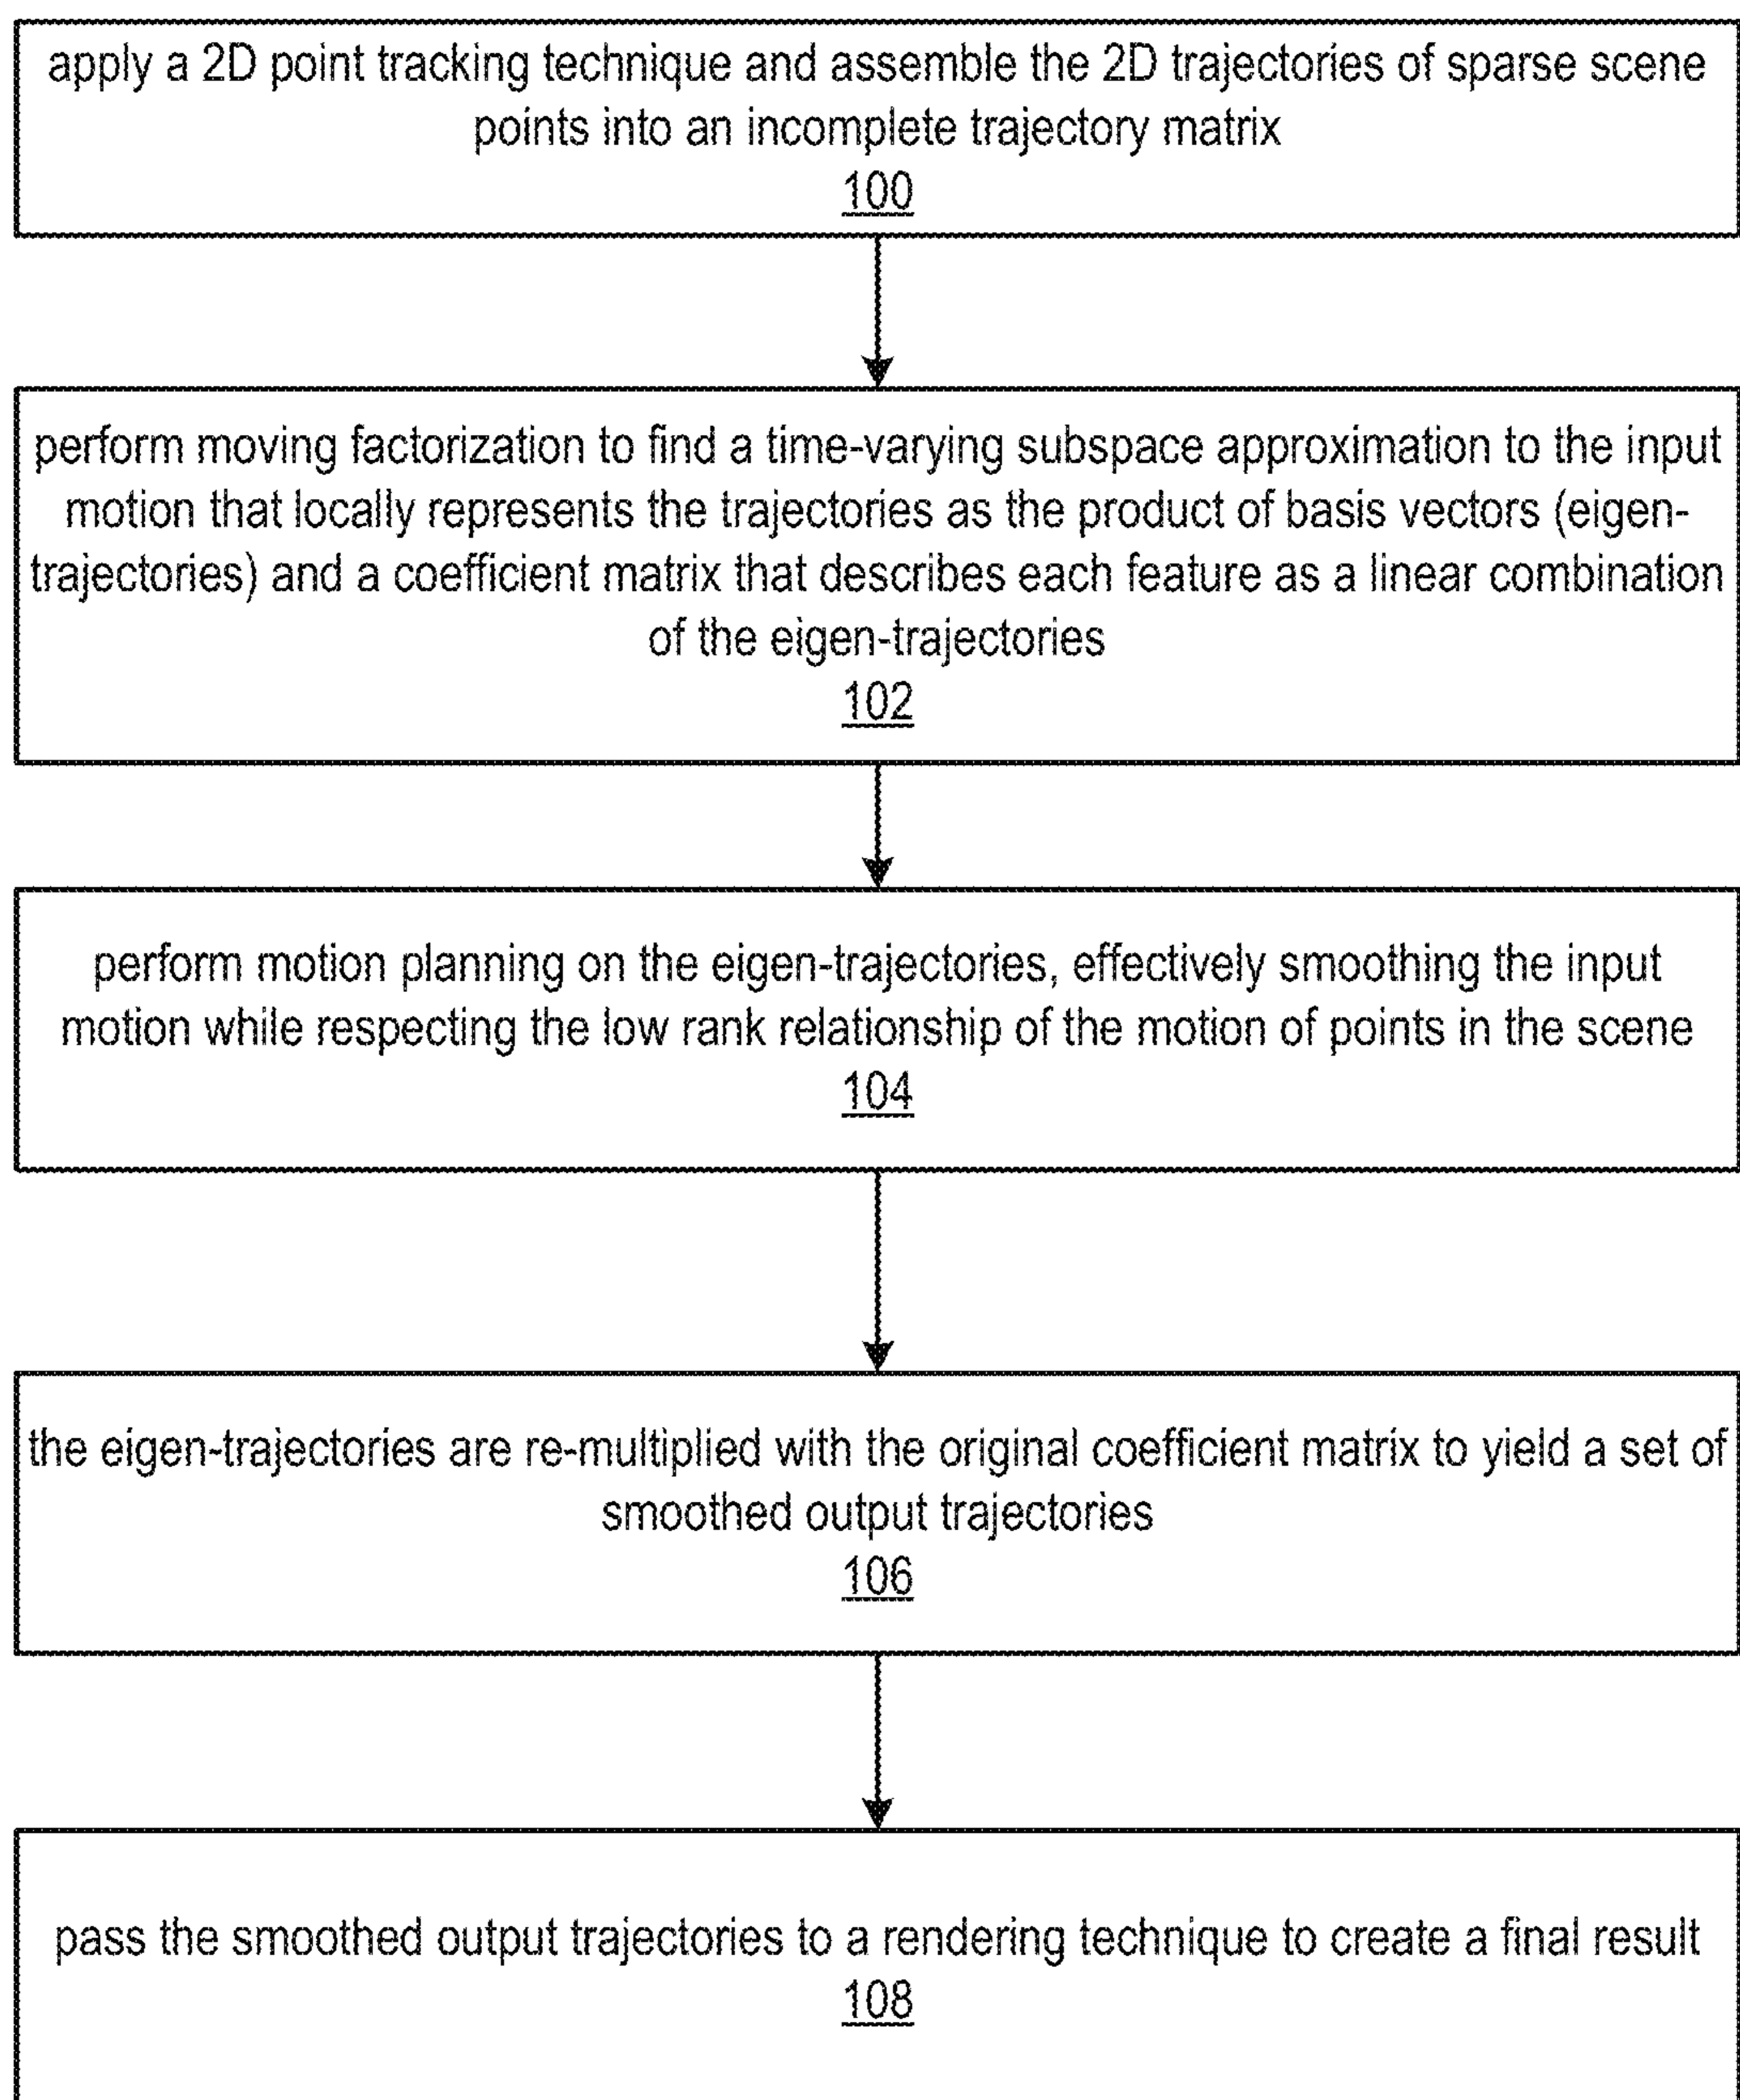 apply a 2D point tracking technique and assemble the 2D trajectories of sparse scene
points into an incomplete trajectory matrix
100
perform moving factorization to find a time-varying subspace approximation to the input
motion that locally represents the trajectories as the product of basis vectors (eigen-
trajectories) and a coefficient matrix that describes each feature as a linear combination
of the eigen-trajectories
102
perform motion planning on the eigen-trajectories, effectively smoothing the input
motion while respecting the low rank relationship of the motion of points in the scene
104
the eigen-trajectories are re-multiplied with the original coefficient matrix to yield a set of
smoothed output trajectories
106
pass the smoothed output trajectories to a rendering technique to create a final result
108